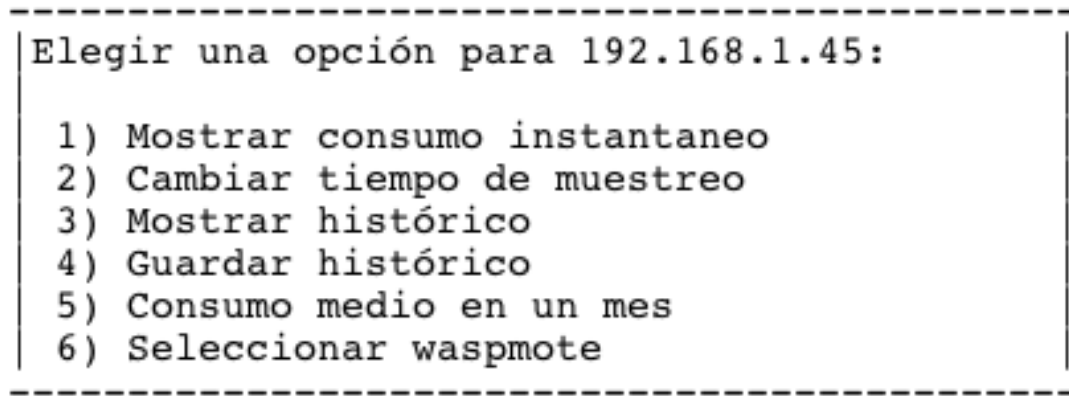 Elegir una opción para 192.168.1.45:
1) Mostrar consumo instantaneo
2) Cambiar tiempo de muestreo
3) Mostrar histórico
4) Guardar histórico
5) Consumo medio en un mes
6) Seleccionar waspmote